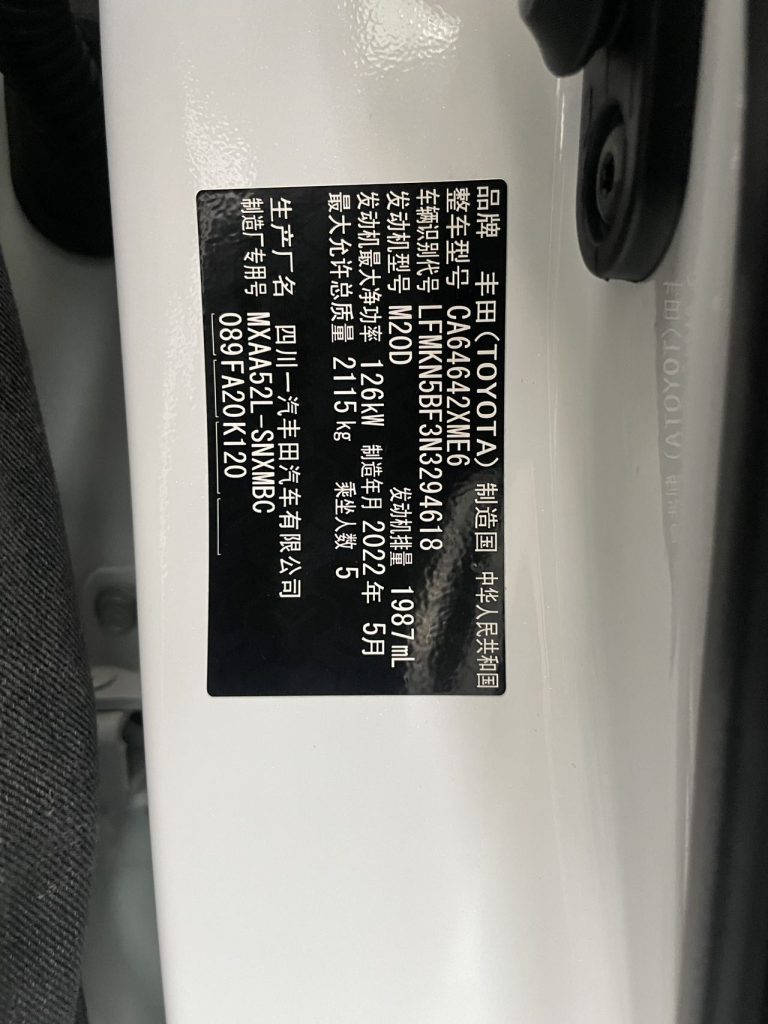 品牌 丰田(TOYOTA) 制造国 中华人民共和国
整车型号 CA64642XME6
车辆识别代号 LFMKN5BF3N3294618
发动机型号 M20D 发动机排量 1987mL
发动机最大净功率 126kW 制造年月 2022年 5月
最大允许总质量 2115kg 乘坐人数 5
生产厂名 四川一汽丰田汽车有限公司
制造厂专用号 MXAA52L-SNXMBC
089FA20K120